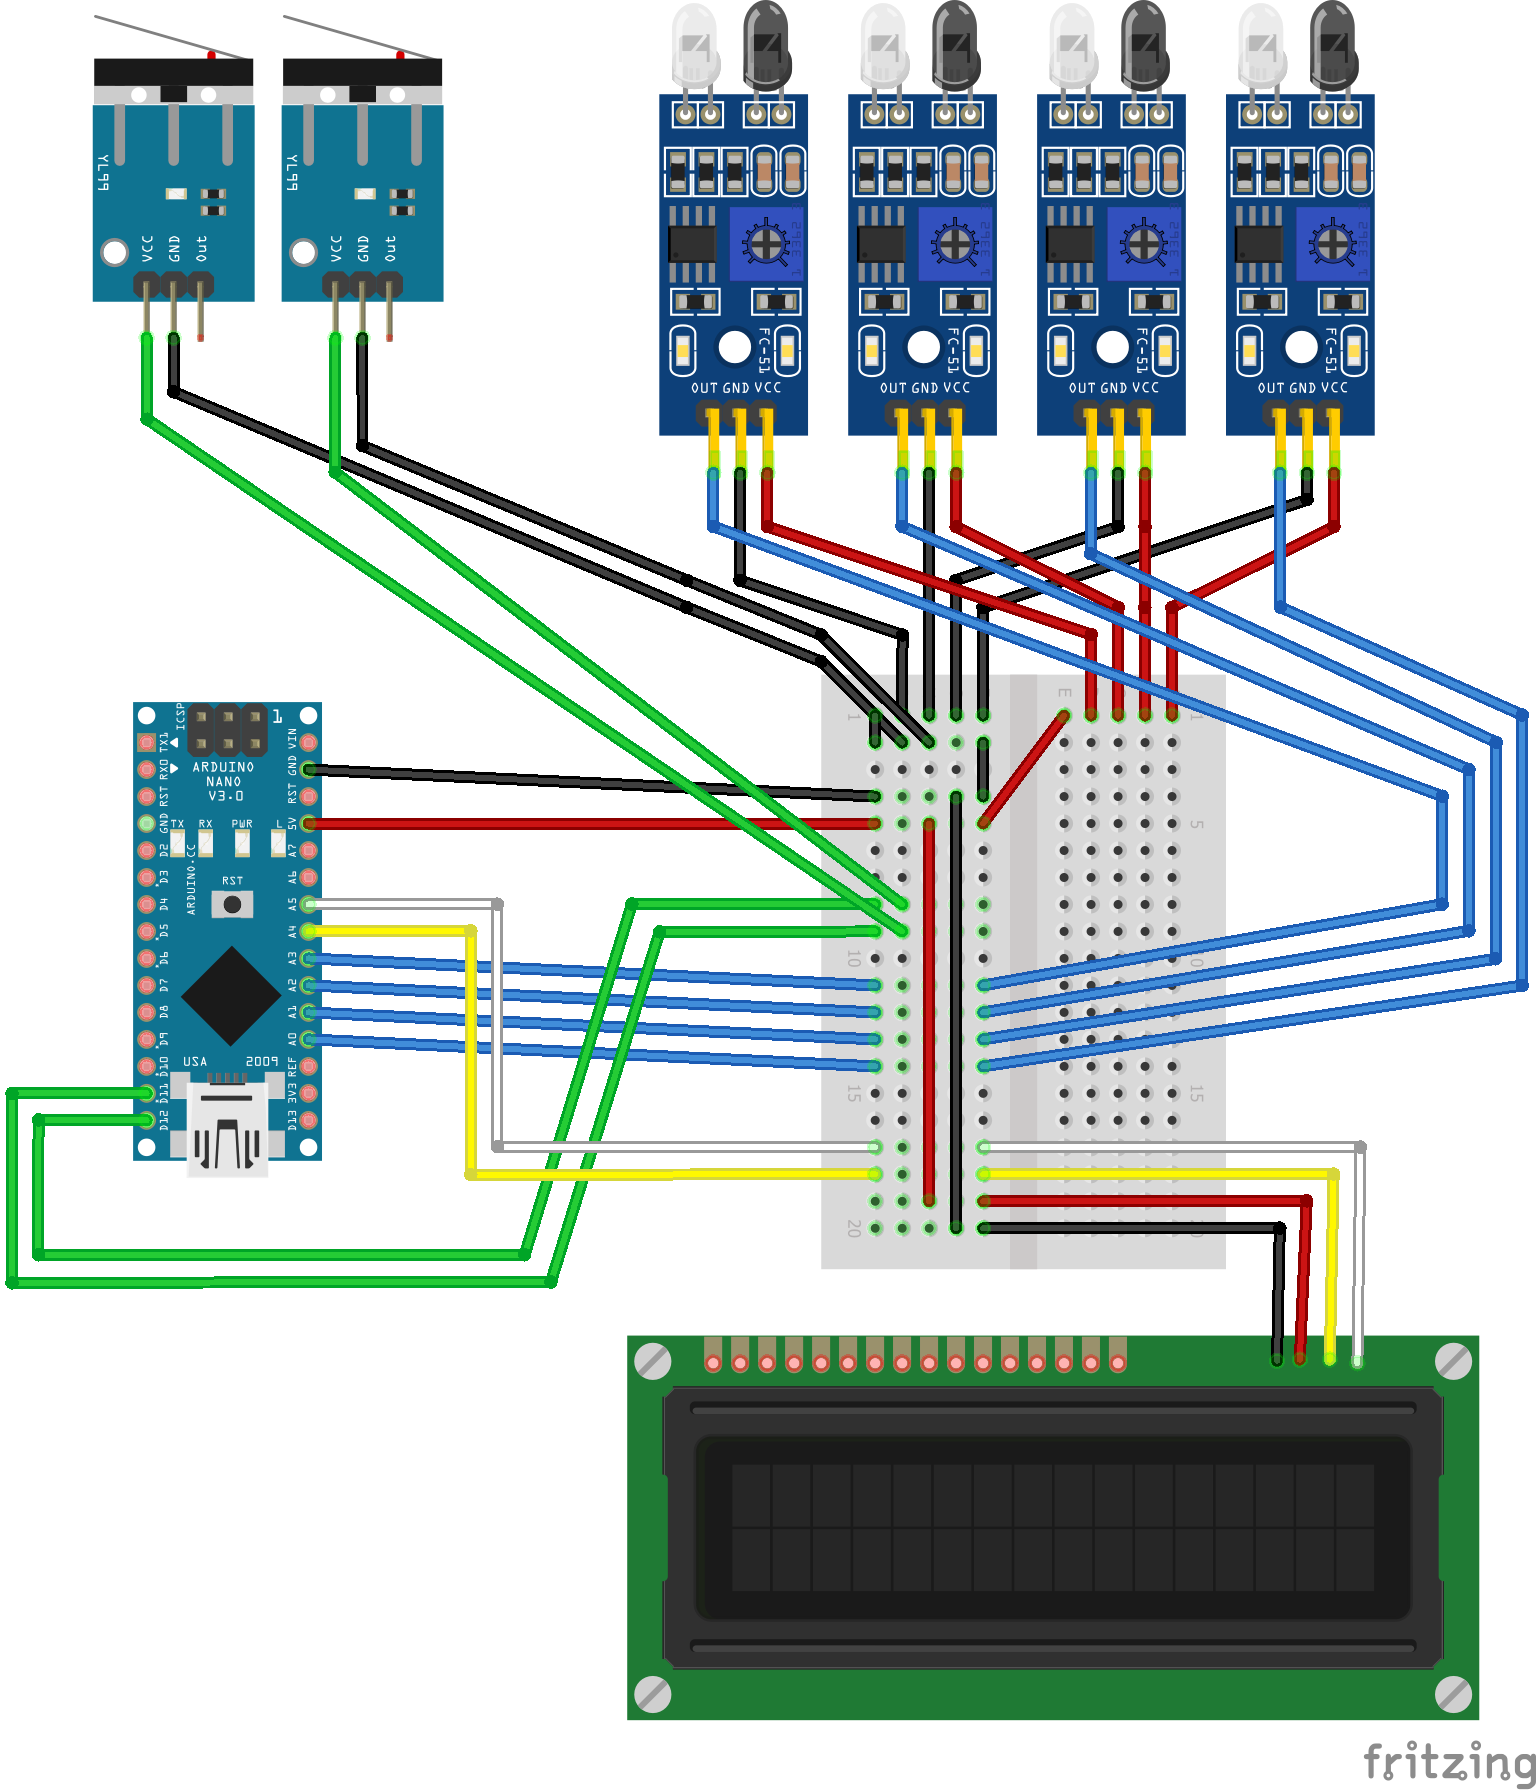 YL99
VCC
GND
Out
YL99
VCC
GND
Out
FC-51
OUT GND VCC
FC-51
OUT GND VCC
FC-51
OUT GND VCC
FC-51
OUT GND VCC
ICSP
1
ARDUINO
NANO
V3.0
TX
RX
PWR
L
RST
ARDUINO.CC
USA
2009
TX1
RX0
RST
GND
D2
D3
D4
D5
D6
D7
D8
D9
D10
D11
D12
VIN
GND
RST
5V
A7
A6
A5
A4
A3
A2
A1
A0
REF
3V3
D13
E
1
1
5
10
10
15
15
20
fritzing